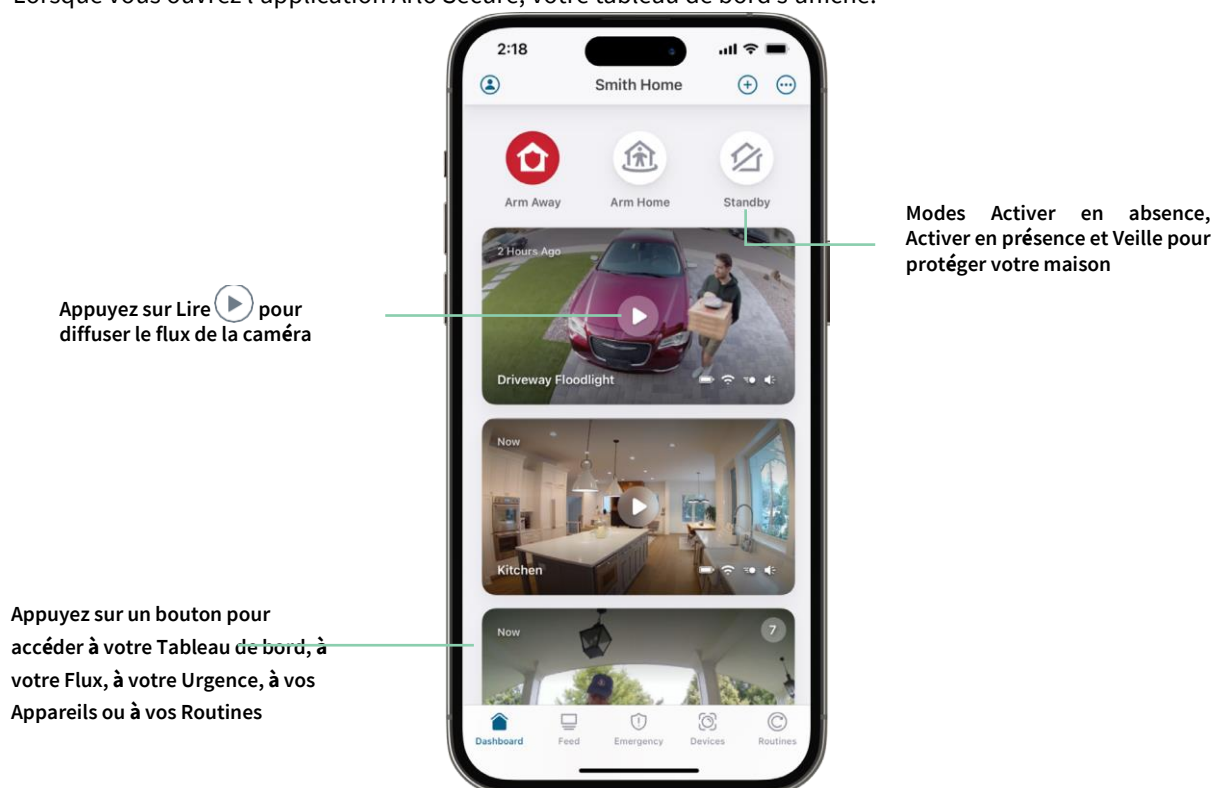 Lorsque vous ouvrez l'application Arlo Secure, votre tableau de bord s'affiche.
2:18
Smith Home
Arm Away
Arm Home
Standby
Modes Activer en absence,
Activer en présence et Veille pour
protéger votre maison
2 Hours Ago
Appuyez sur Lire pour
diffuser le flux de la caméra
Driveway Floodlight
Now
Kitchen
Appuyez sur un bouton pour
accéder à votre Tableau de bord, à
votre Flux, à votre Urgence, à vos
Appareils ou à vos Routines
Now
7
Dashboard
Feed
Emergency
Devices
Routines